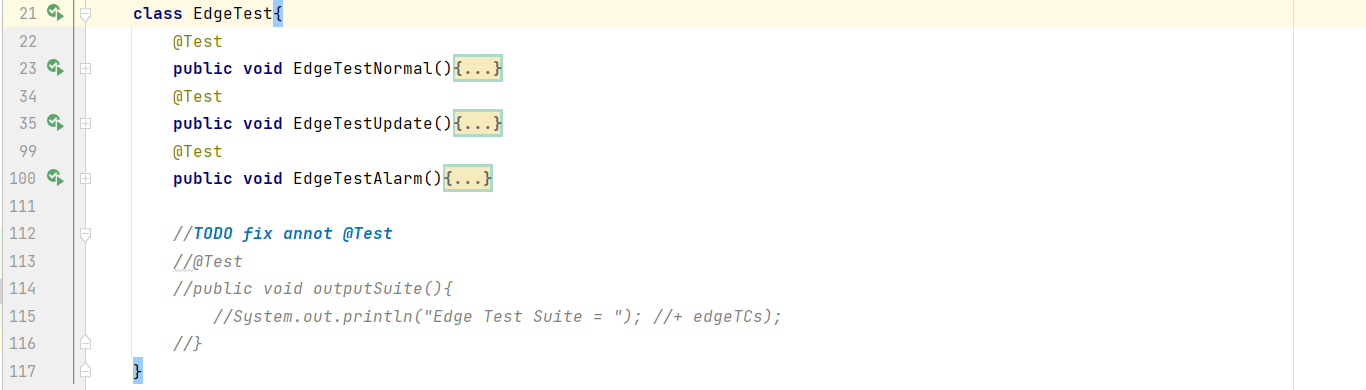 21 class EdgeTest{
22 @Test
23 public void EdgeTestNormal(){...}
34 @Test
35 public void EdgeTestUpdate(){...}
99 @Test
100 public void EdgeTestAlarm(){...}
111
112 //TODO fix annot @Test
113 //@Test
114 //public void outputSuite(){
115 //System.out.println("Edge Test Suite = "); //+ edgeTCs);
116 //}
117 }